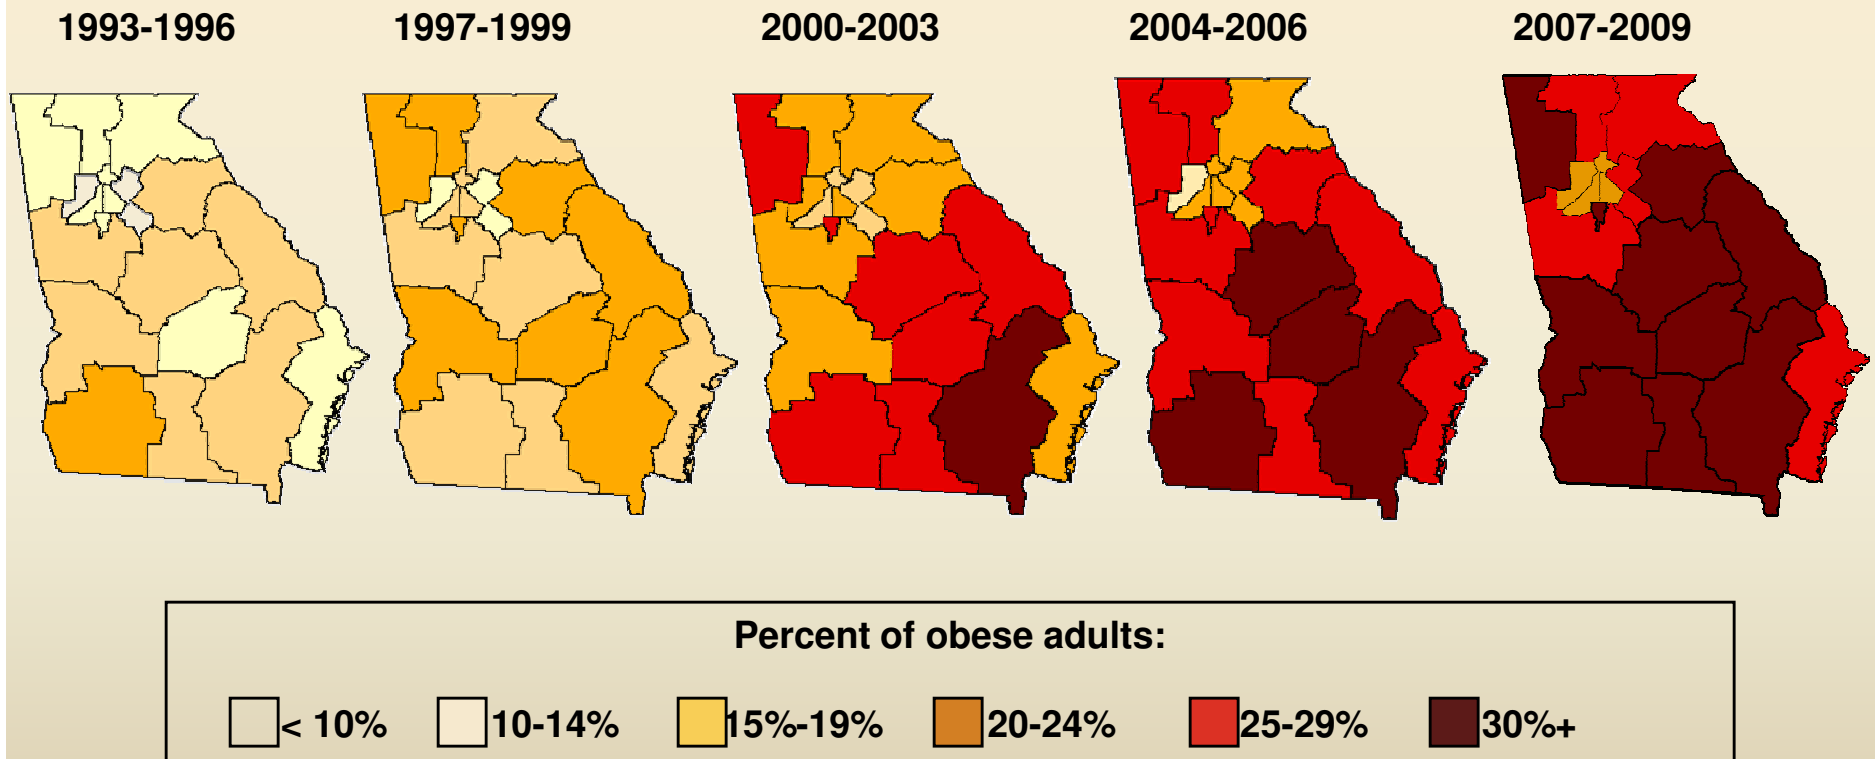 1993-1996 1997-1999 2000-2003 2004-2006 2007-2009
Percent of obese adults:
< 10% 10-14% 15%-19% 20-24% 25-29% 30%+